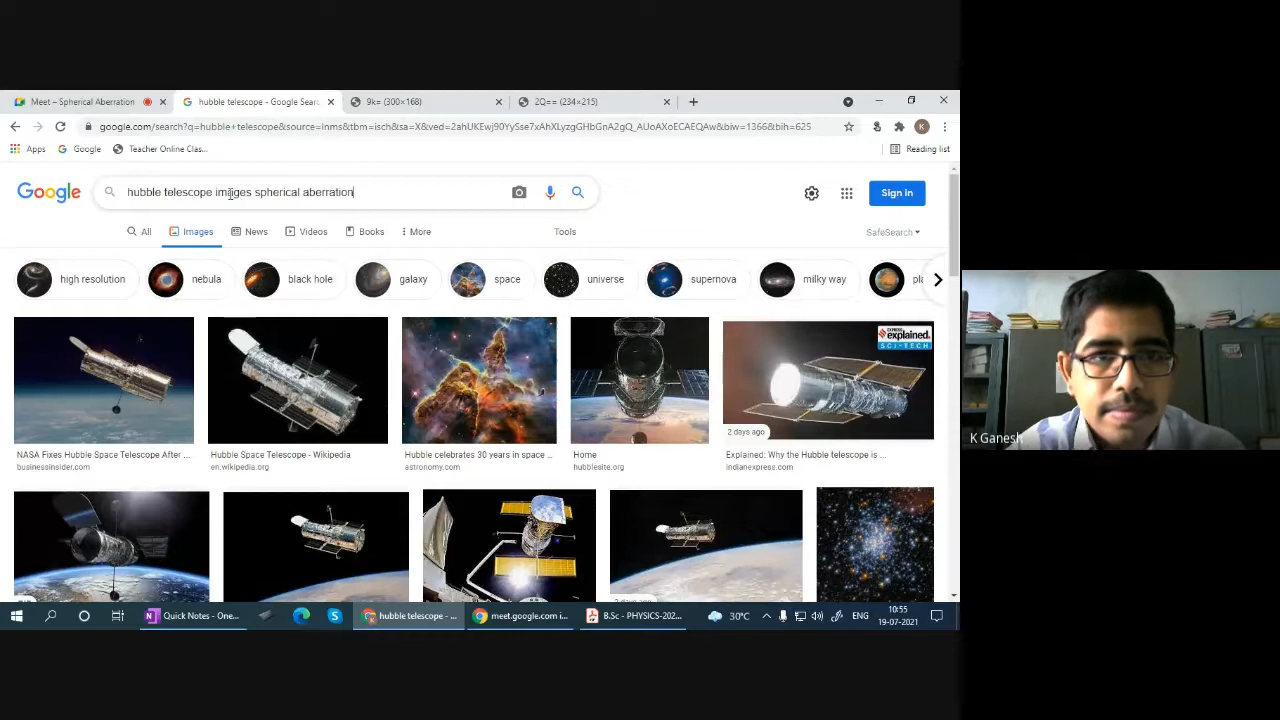 Meet – Spherical Aberration
hubble telescope - Google Searc
9k= (300×168)
2Q== (234×215)
google.com/search?q=hubble+telescope&source=lnms&tbm=isch&sa=X&ved=2ahUKEwj90YySse7xAhXLyzgGHbGnA2gQ_AUoAXoECAEQAw&biw=1366&bih=625
K
Apps
Google
Teacher Online Clas...
Reading list
Google
hubble telescope images spherical aberration
Sign in
All
Images
News
Videos
Books
More
Tools
SafeSearch
high resolution
nebula
black hole
galaxy
space
universe
supernova
milky way
pla
EXPRESS
explained.
SCI-TECH
2 days ago
NASA Fixes Hubble Space Telescope After ...
businessinsider.com
Hubble Space Telescope - Wikipedia
en.wikipedia.org
Hubble celebrates 30 years in space ...
astronomy.com
Home
hubblesite.org
Explained: Why the Hubble telescope is ...
indianexpress.com
K Ganesh
Quick Notes - One...
hubble telescope - ...
meet.google.com i...
B.Sc - PHYSICS-202...
30°C
ENG
10:55
19-07-2021